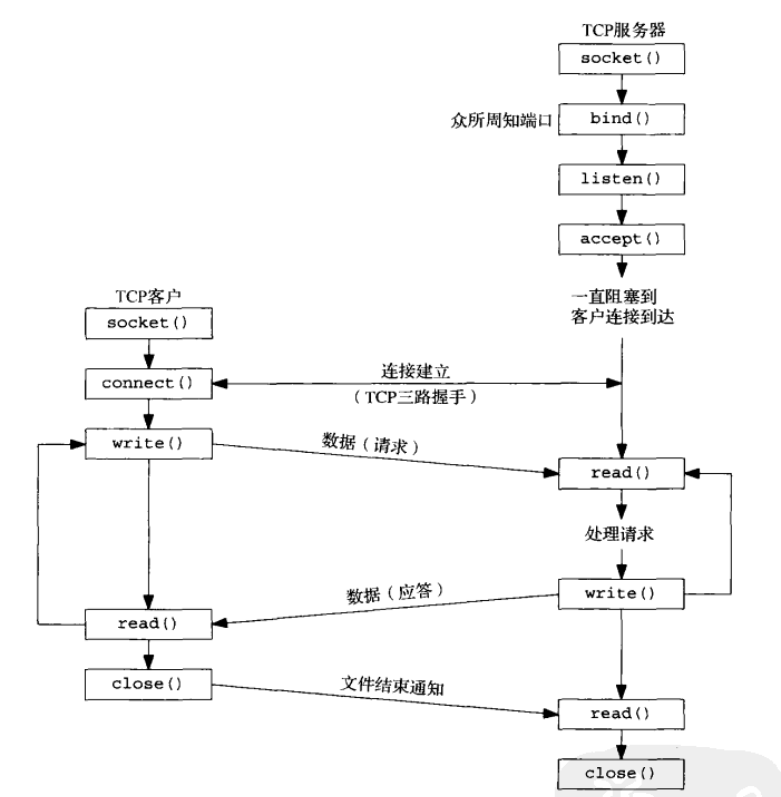 TCP服务器
socket()
众所周知端口
bind()
listen()
accept()
一直阻塞到
客户连接到达
TCP客户
socket()
connect()
连接建立
（TCP三路握手）
write()
数据（请求）
read()
处理请求
write()
数据（应答）
read()
close()
文件结束通知
read()
close()